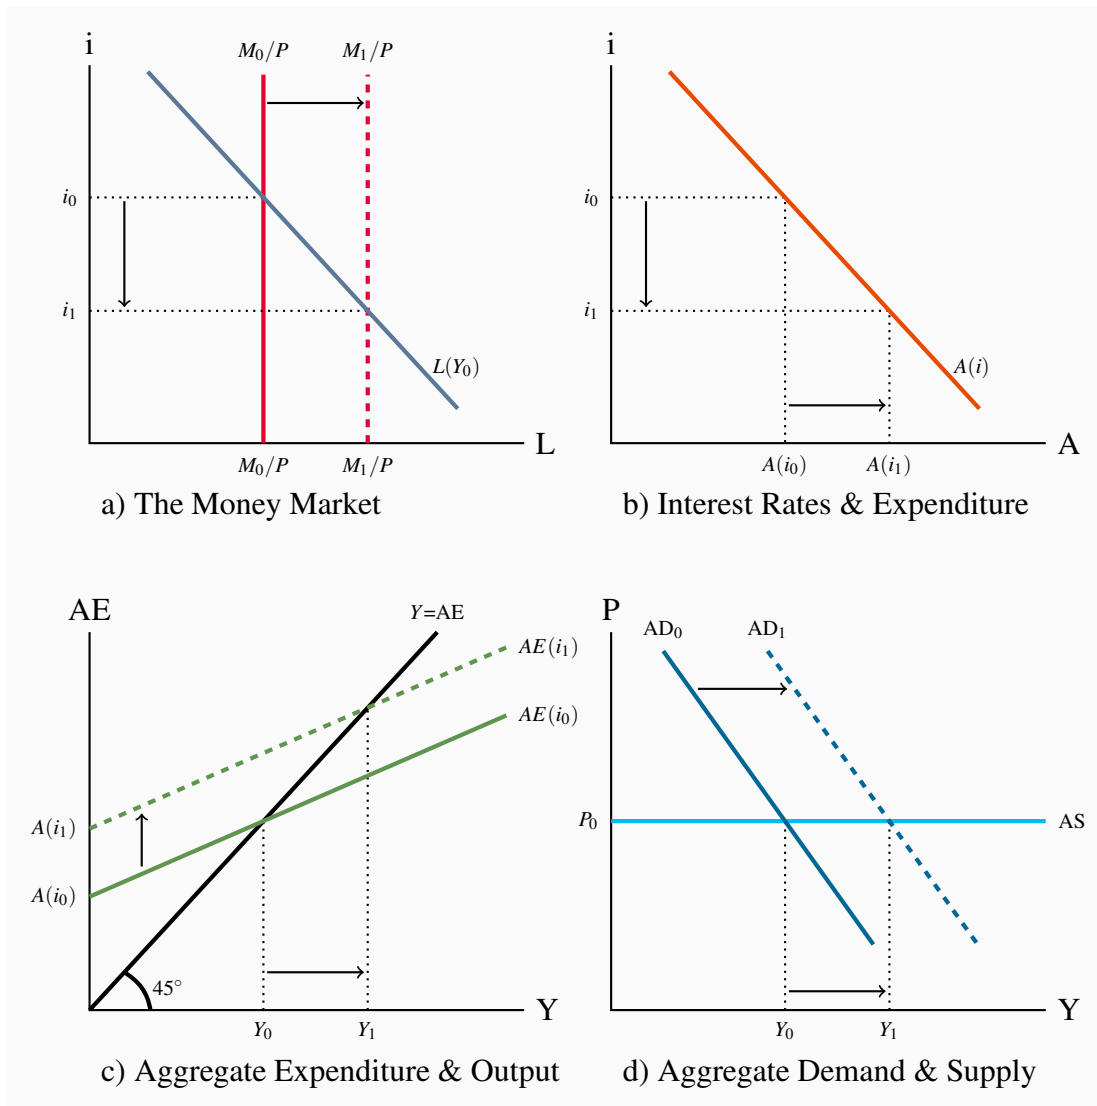 i
M₀/P
M₁/P
i₀
i₁
L(Y₀)
L
M₀/P
M₁/P
a) The Money Market
i
i₀
i₁
A(i)
A
A(i₀)
A(i₁)
b) Interest Rates & Expenditure
AE
Y=AE
AE(i₁)
AE(i₀)
A(i₁)
A(i₀)
45°
Y
Y₀
Y₁
c) Aggregate Expenditure & Output
P
AD₀
AD₁
P₀
AS
Y
Y₀
Y₁
d) Aggregate Demand & Supply